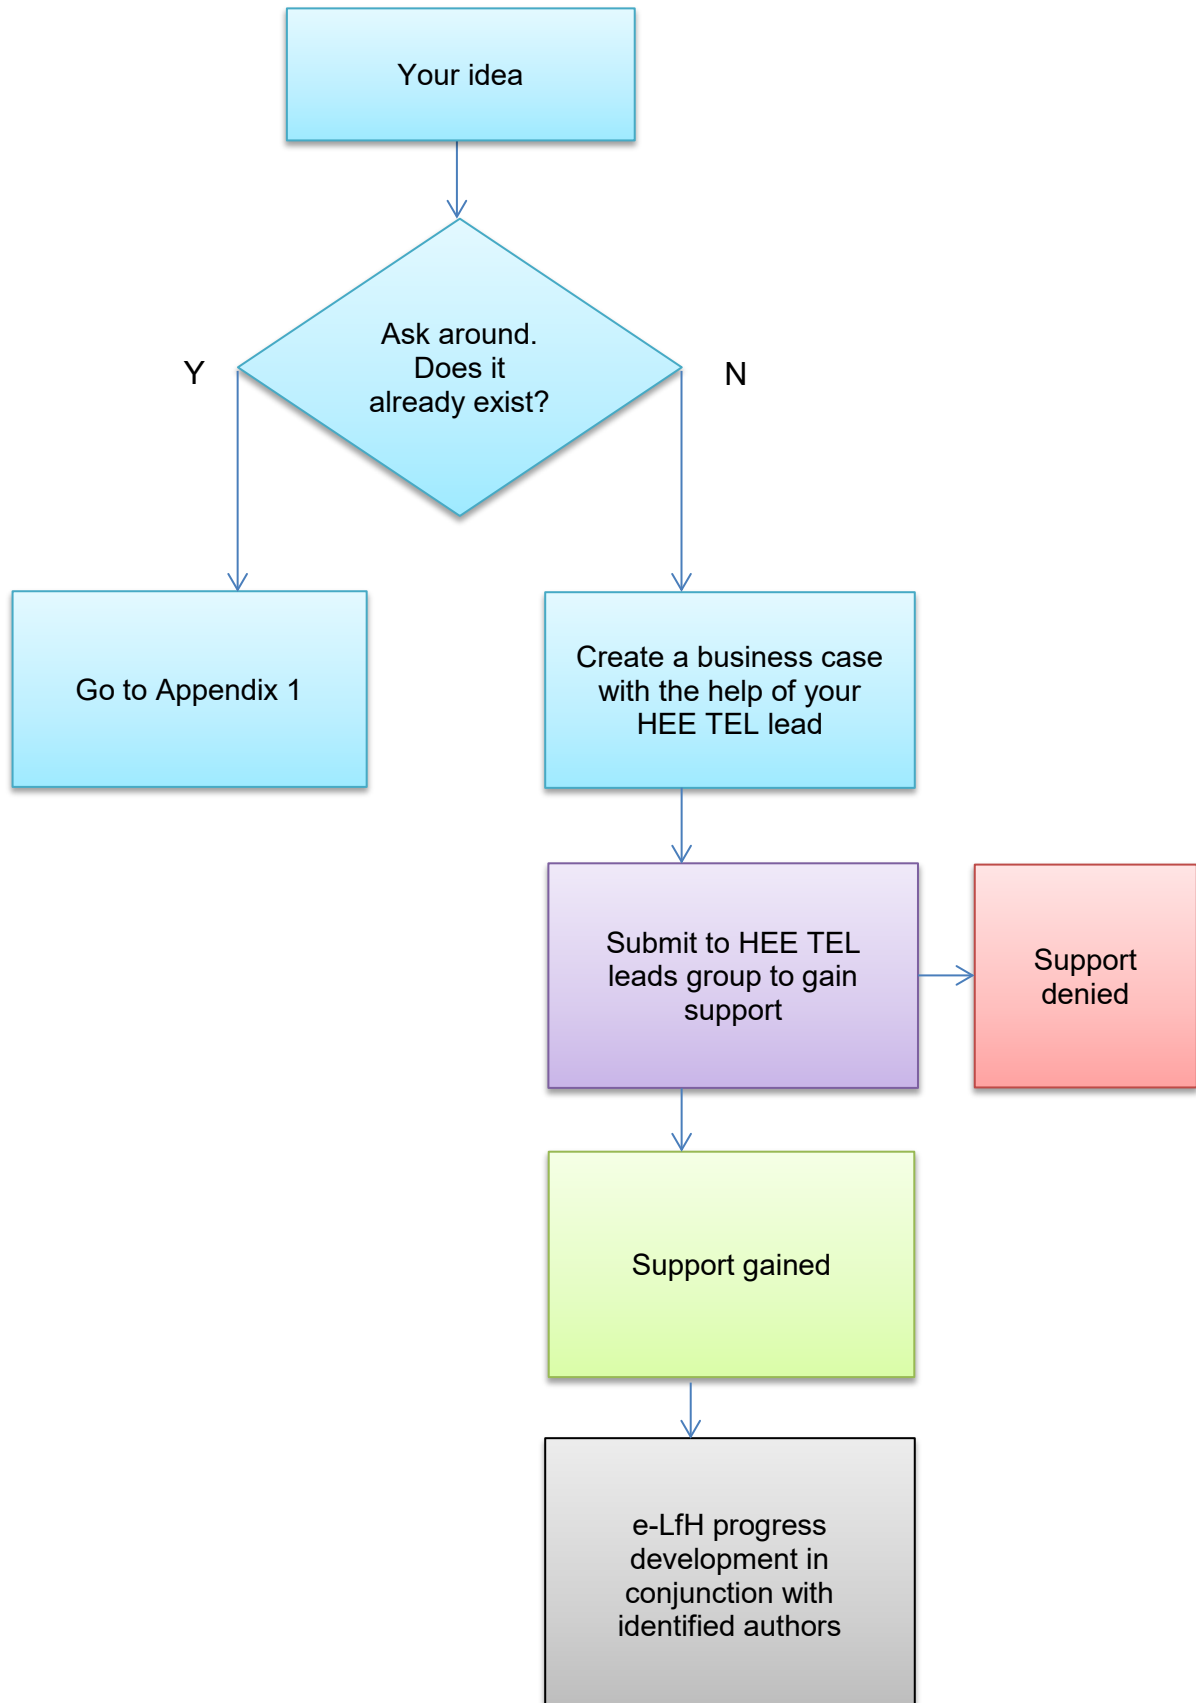 Your idea
Ask around.
Does it
already exist?
Y
N
Go to Appendix 1
Create a business case
with the help of your
HEE TEL lead
Submit to HEE TEL
leads group to gain
support
Support
denied
Support gained
e-LfH progress
development in
conjunction with
identified authors